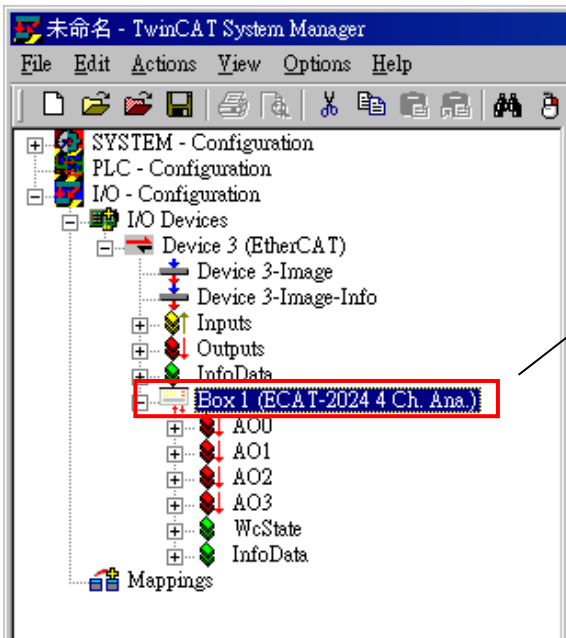 未命名 - TwinCAT System Manager
File Edit Actions View Options Help
SYSTEM - Configuration
PLC - Configuration
I/O - Configuration
I/O Devices
Device 3 (EtherCAT)
Device 3-Image
Device 3-Image-Info
Inputs
Outputs
InfoData
Box 1 (ECAT-2024 4 Ch. Ana.)
AO0
AO1
AO2
AO3
WcState
InfoData
Mappings